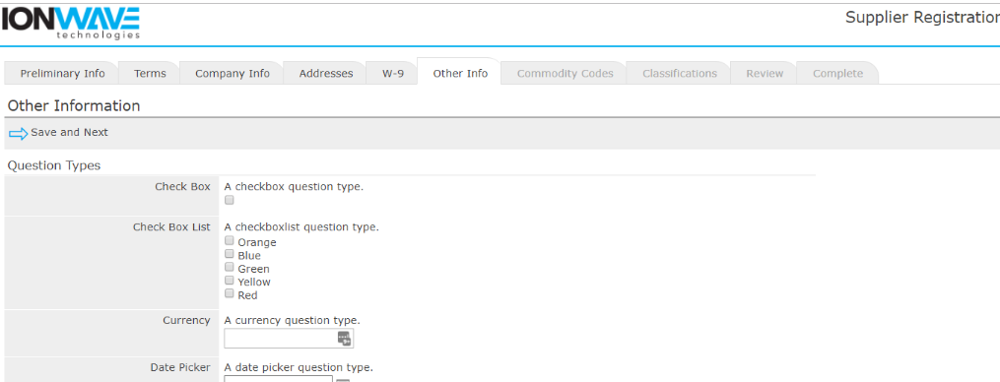 IONWAVE
technologies
Supplier Registration
Preliminary Info Terms Company Info Addresses W-9 Other Info Commodity Codes Classifications Review Complete
Other Information
Save and Next
Question Types
Check Box A checkbox question type.
Check Box List A checkboxlist question type.
Orange
Blue
Green
Yellow
Red
Currency A currency question type.
Date Picker A date picker question type.